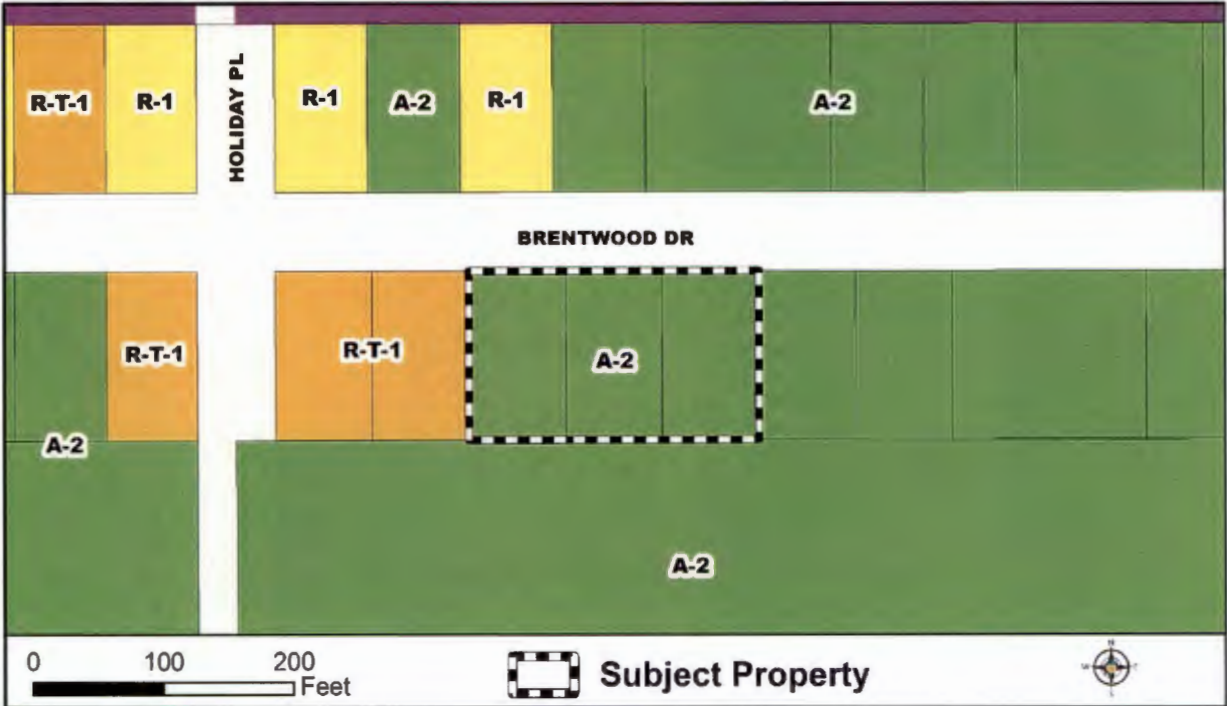 R-T-1
R-1
HOLIDAY PL
R-1
A-2
R-1
A-2
BRENTWOOD DR
R-T-1
R-T-1
A-2
A-2
A-2
0 100 200
Feet
Subject Property
N
W